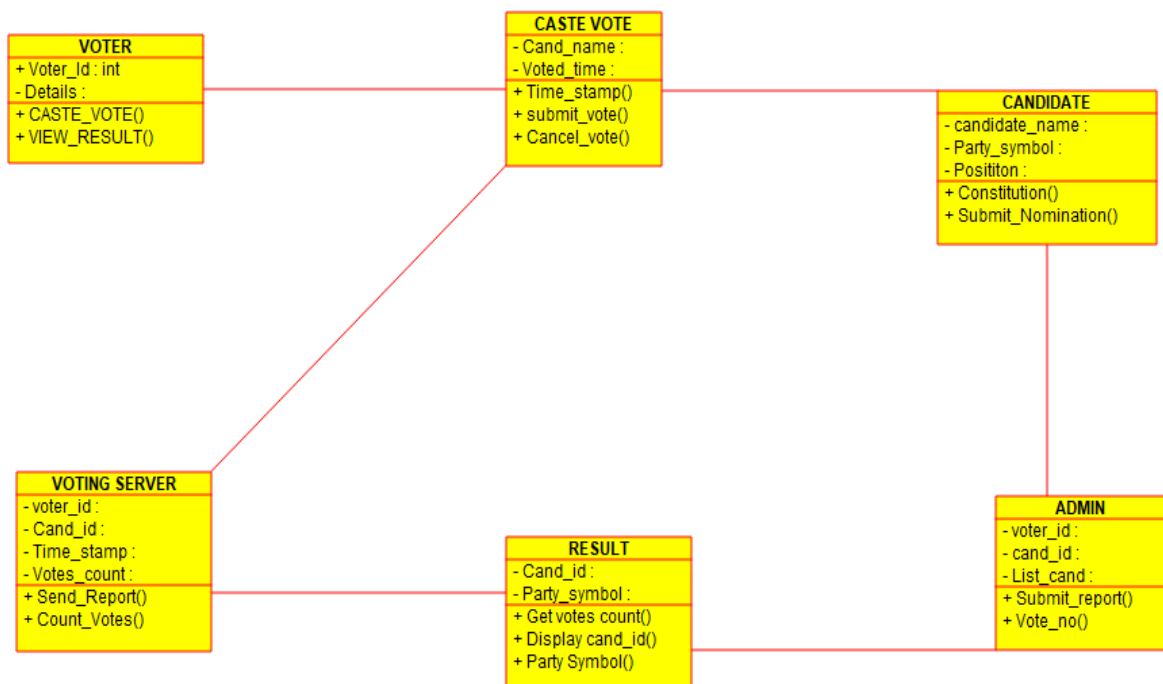 VOTER
+ Voter_Id : int
- Details :
+ CASTE_VOTE()
+ VIEW_RESULT()
CASTE VOTE
- Cand_name :
- Voted_time :
+ Time_stamp()
+ submit_vote()
+ Cancel_vote()
CANDIDATE
- candidate_name :
- Party_symbol :
- Posititon :
+ Constitution()
+ Submit_Nomination()
VOTING SERVER
- voter_id :
- Cand_id :
- Time_stamp :
- Votes_count :
+ Send_Report()
+ Count_Votes()
RESULT
- Cand_id :
- Party_symbol :
+ Get votes count()
+ Display cand_id()
+ Party Symbol()
ADMIN
- voter_id :
- cand_id :
- List_cand :
+ Submit_report()
+ Vote_no()